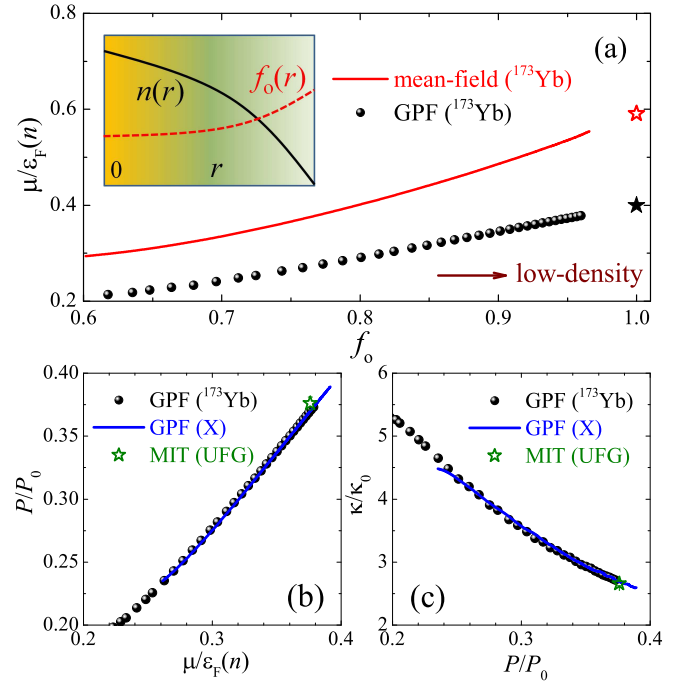 0.8
(a)
f_o(r)
n(r)
mean-field (¹⁷³Yb)
GPF (¹⁷³Yb)
0.6
μ/ε_F(n)
0
r
0.4
low-density
0.2
0.6 0.7 0.8 0.9 1.0
f_o
0.40
GPF (¹⁷³Yb)
GPF (X)
MIT (UFG)
0.35
P/P₀
0.30
0.25
(b)
0.20
0.2 0.3 0.4
μ/ε_F(n)
6
GPF (¹⁷³Yb)
GPF (X)
MIT (UFG)
5
κ/κ₀
4
3
(c)
2
0.2 0.3 0.4
P/P₀